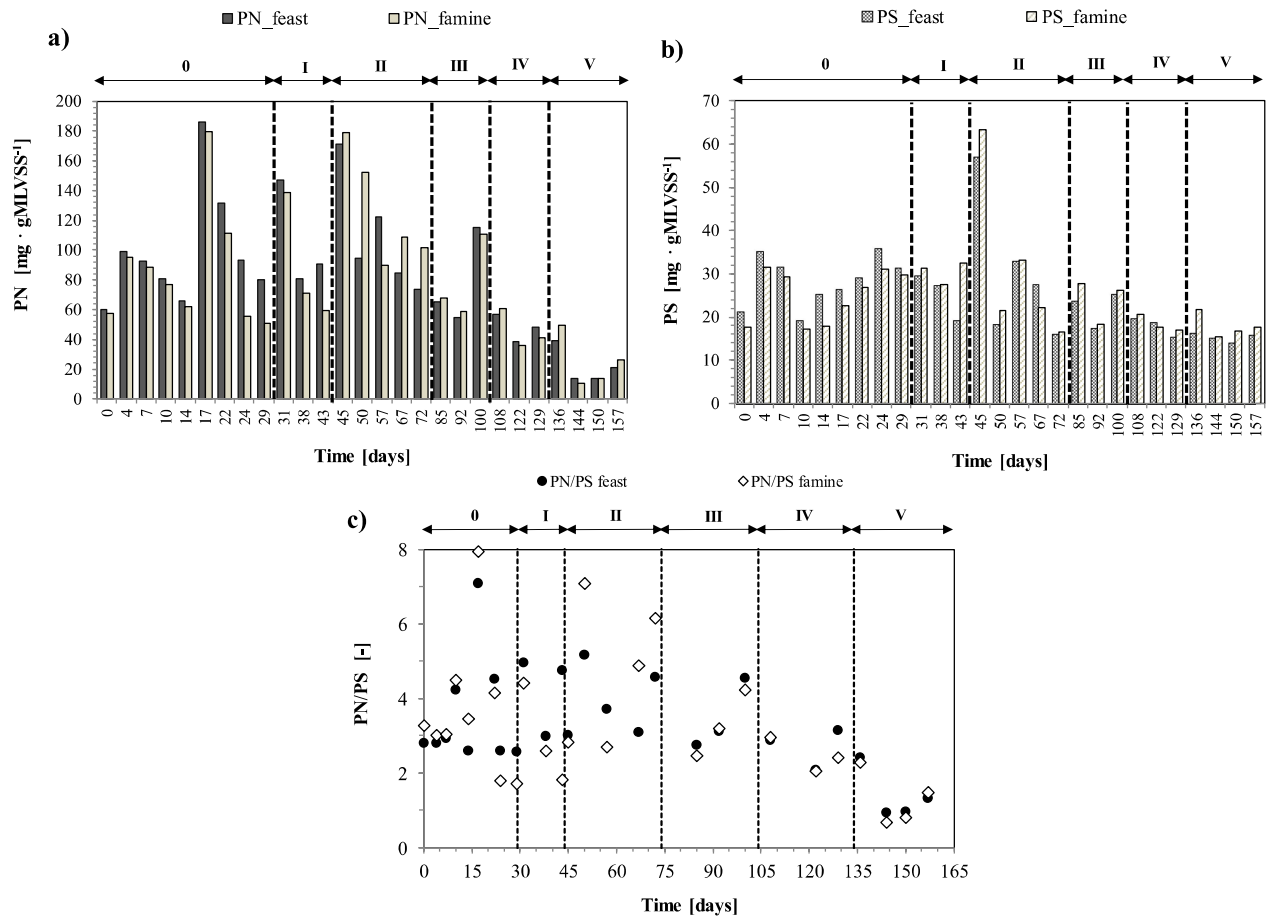 PN_feast PN_famine
a)
0 I II III IV V
PN [mg · gMLVSS-1]
200
180
160
140
120
100
80
60
40
20
0
0 4 7 10 14 17 22 24 29 31 38 43 45 50 57 67 72 85 92 100 108 122 129 136 144 150 157
Time [days]
PS_feast PS_famine
b)
0 I II III IV V
PS [mg · gMLVSS-1]
70
60
50
40
30
20
10
0
0 4 7 10 14 17 22 24 29 31 38 43 45 50 57 67 72 85 92 100 108 122 129 136 144 150 157
Time [days]
PN/PS feast PN/PS famine
c)
0 I II III IV V
PN/PS [-]
8
6
4
2
0
0 15 30 45 60 75 90 105 120 135 150 165
Time [days]